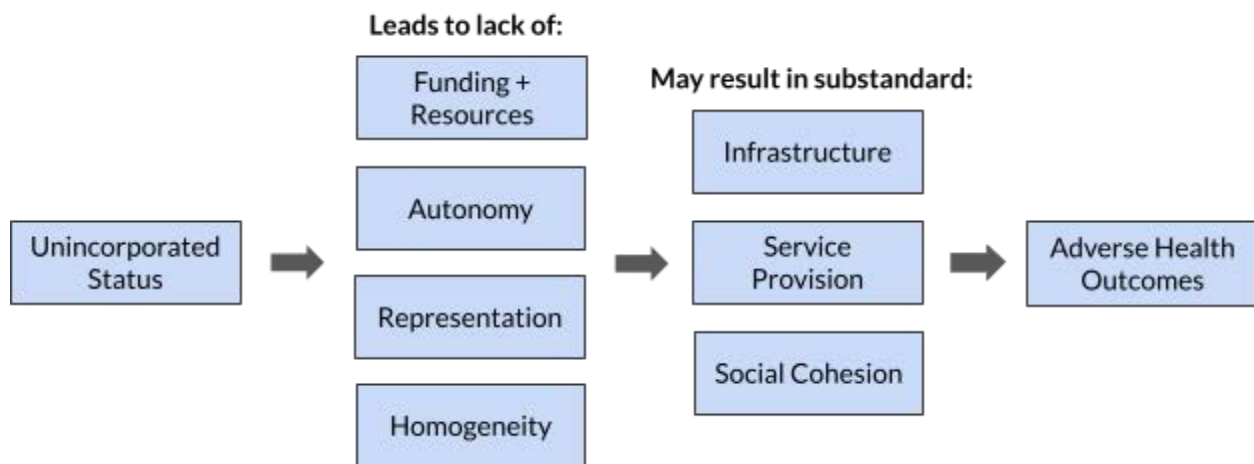 Unincorporated
Status
Leads to lack of:
Funding +
Resources
Autonomy
Representation
Homogeneity
May result in substandard:
Infrastructure
Service
Provision
Social Cohesion
Adverse Health
Outcomes